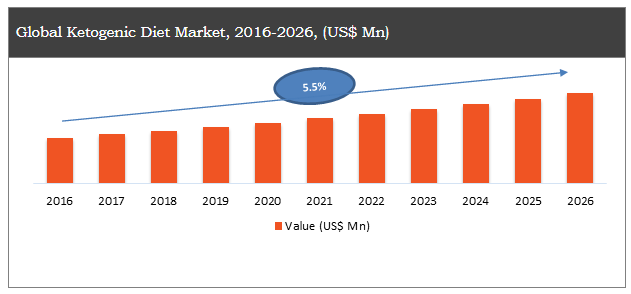 Global Ketogenic Diet Market, 2016-2026, (US$ Mn)
5.5%
2016 2017 2018 2019 2020 2021 2022 2023 2024 2025 2026
Value (US$ Mn)